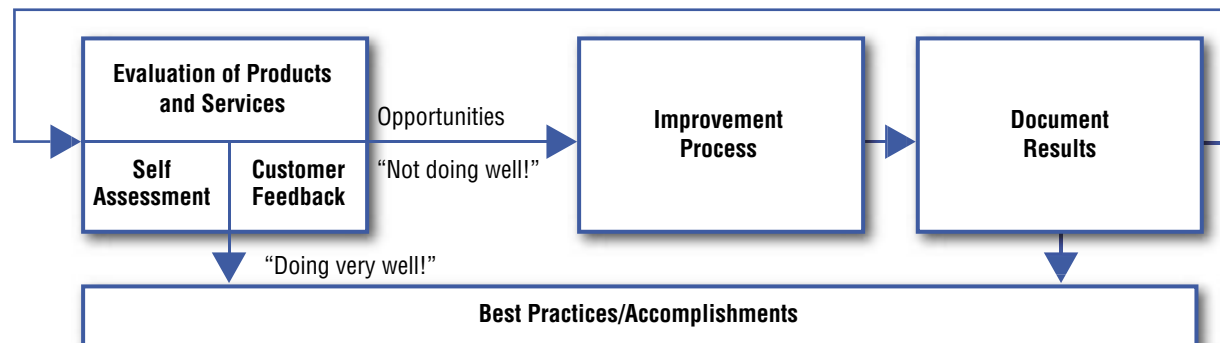 Evaluation of Products
and Services
Self
Assessment
Customer
Feedback
Opportunities
“Not doing well!”
“Doing very well!”
Improvement
Process
Document
Results
Best Practices/Accomplishments